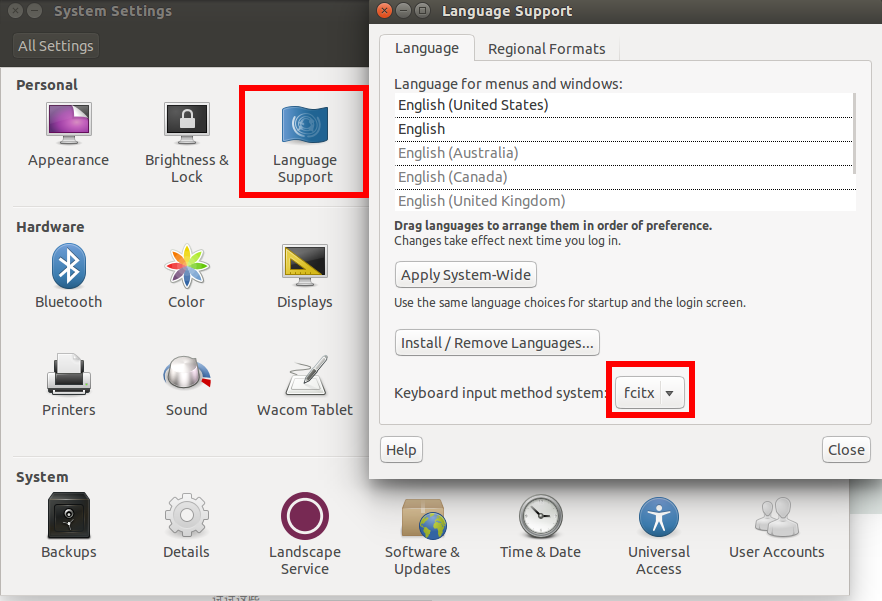 System Settings
All Settings
Personal
Appearance
Brightness &
Lock
Language
Support
Hardware
Bluetooth
Color
Displays
Printers
Sound
Wacom Tablet
System
Backups
Details
Landscape
Service
Software &
Updates
Time & Date
Universal
Access
User Accounts
Language Support
Language
Regional Formats
Language for menus and windows:
English (United States)
English
English (Australia)
English (Canada)
English (United Kingdom)
Drag languages to arrange them in order of preference.
Changes take effect next time you log in.
Apply System-Wide
Use the same language choices for startup and the login screen.
Install / Remove Languages...
Keyboard input method system:
fcitx
Help
Close